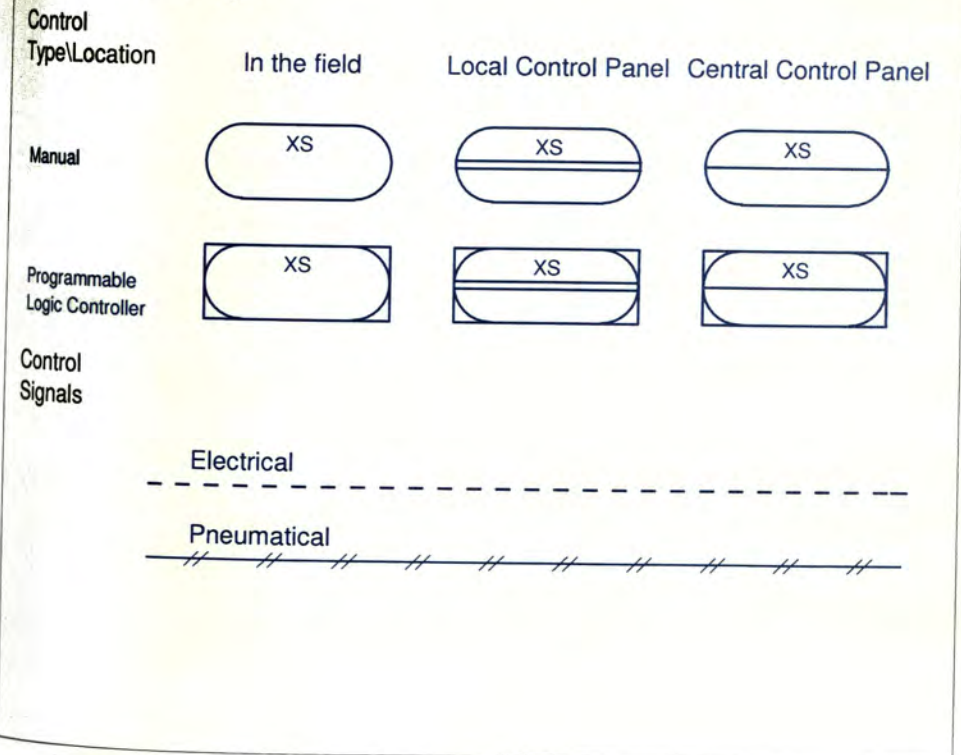 Control
Type\Location
In the field
Local Control Panel
Central Control Panel
Manual
XS
XS
XS
Programmable
Logic Controller
XS
XS
XS
Control
Signals
Electrical
Pneumatical